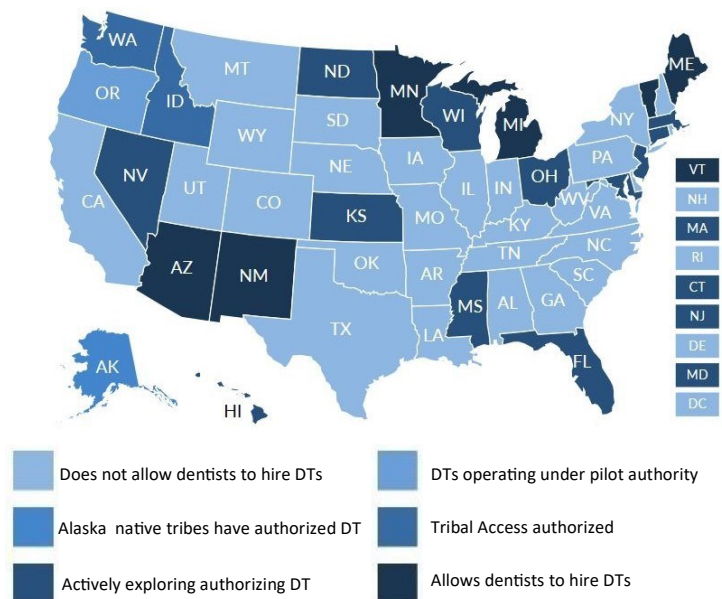 WA
MT
ND
MN
ME
OR
ID
SD
WI
MI
NY
WY
IA
PA
NV
NE
IL
IN
OH
CA
UT
CO
KS
MO
KY
WV
VA
AZ
NM
OK
AR
TN
NC
SC
TX
LA
MS
AL
GA
FL
AK
HI
VT
NH
MA
RI
CT
NJ
DE
MD
DC
Does not allow dentists to hire DTs
DTs operating under pilot authority
Alaska native tribes have authorized DT
Tribal Access authorized
Actively exploring authorizing DT
Allows dentists to hire DTs